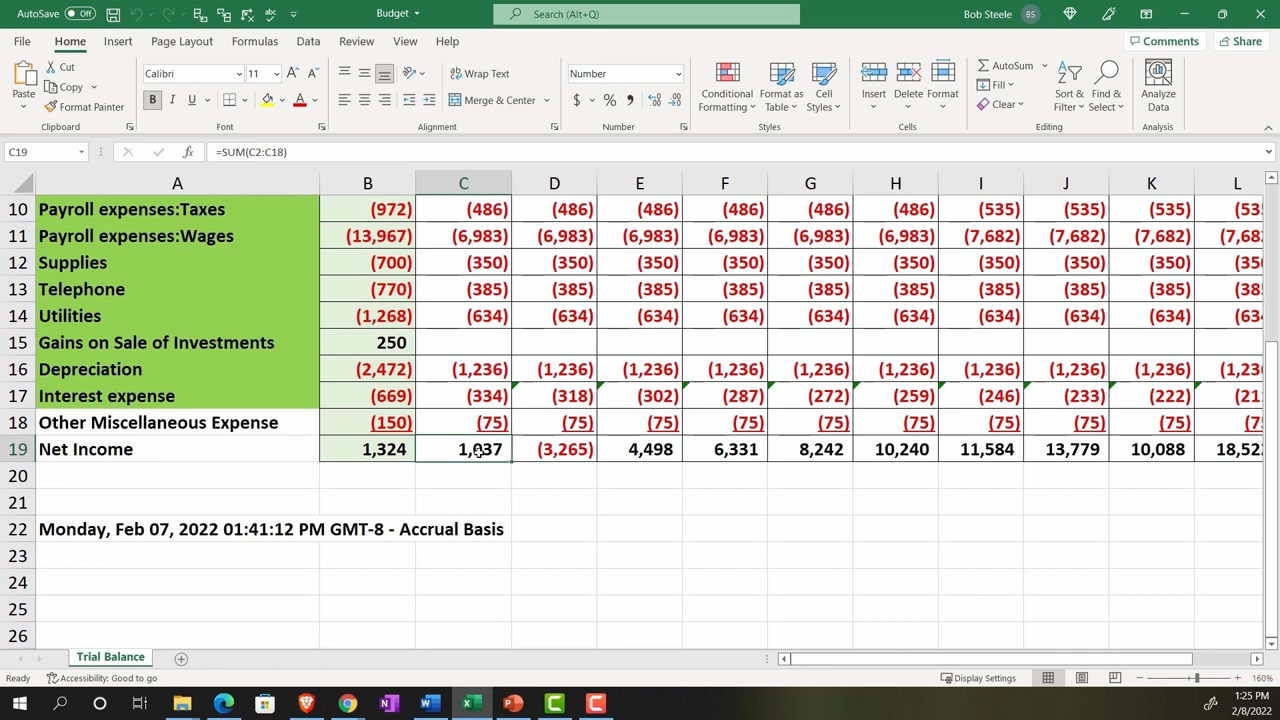 AutoSave Off Budget Search (Alt+Q) Bob Steele BS
File Home Insert Page Layout Formulas Data Review View Help Comments Share
Paste Cut Copy Format Painter Calibri 11 Wrap Text Merge & Center Number Conditional Formatting Format as Table Cell Styles Insert Delete Format AutoSum Fill Clear Sort & Filter Find & Select Analyze Data
Clipboard Font Alignment Number Styles Cells Editing Analysis
C19 fx =SUM(C2:C18)
A B C D E F G H I J K L
10 Payroll expenses:Taxes (972) (486) (486) (486) (486) (486) (486) (535) (535) (535) (53
11 Payroll expenses:Wages (13,967) (6,983) (6,983) (6,983) (6,983) (6,983) (6,983) (7,682) (7,682) (7,682) (7,68
12 Supplies (700) (350) (350) (350) (350) (350) (350) (350) (350) (350) (35
13 Telephone (770) (385) (385) (385) (385) (385) (385) (385) (385) (385) (38
14 Utilities (1,268) (634) (634) (634) (634) (634) (634) (634) (634) (634) (63
15 Gains on Sale of Investments 250
16 Depreciation (2,472) (1,236) (1,236) (1,236) (1,236) (1,236) (1,236) (1,236) (1,236) (1,236) (1,23
17 Interest expense (669) (334) (318) (302) (287) (272) (259) (246) (233) (222) (21
18 Other Miscellaneous Expense (150) (75) (75) (75) (75) (75) (75) (75) (75) (75) (7
19 Net Income 1,324 1,037 (3,265) 4,498 6,331 8,242 10,240 11,584 13,779 10,088 18,52
20
21
22 Monday, Feb 07, 2022 01:41:12 PM GMT-8 - Accrual Basis
23
24
25
26
Trial Balance
Ready Accessibility: Good to go Display Settings 160%
1:25 PM
2/8/2022